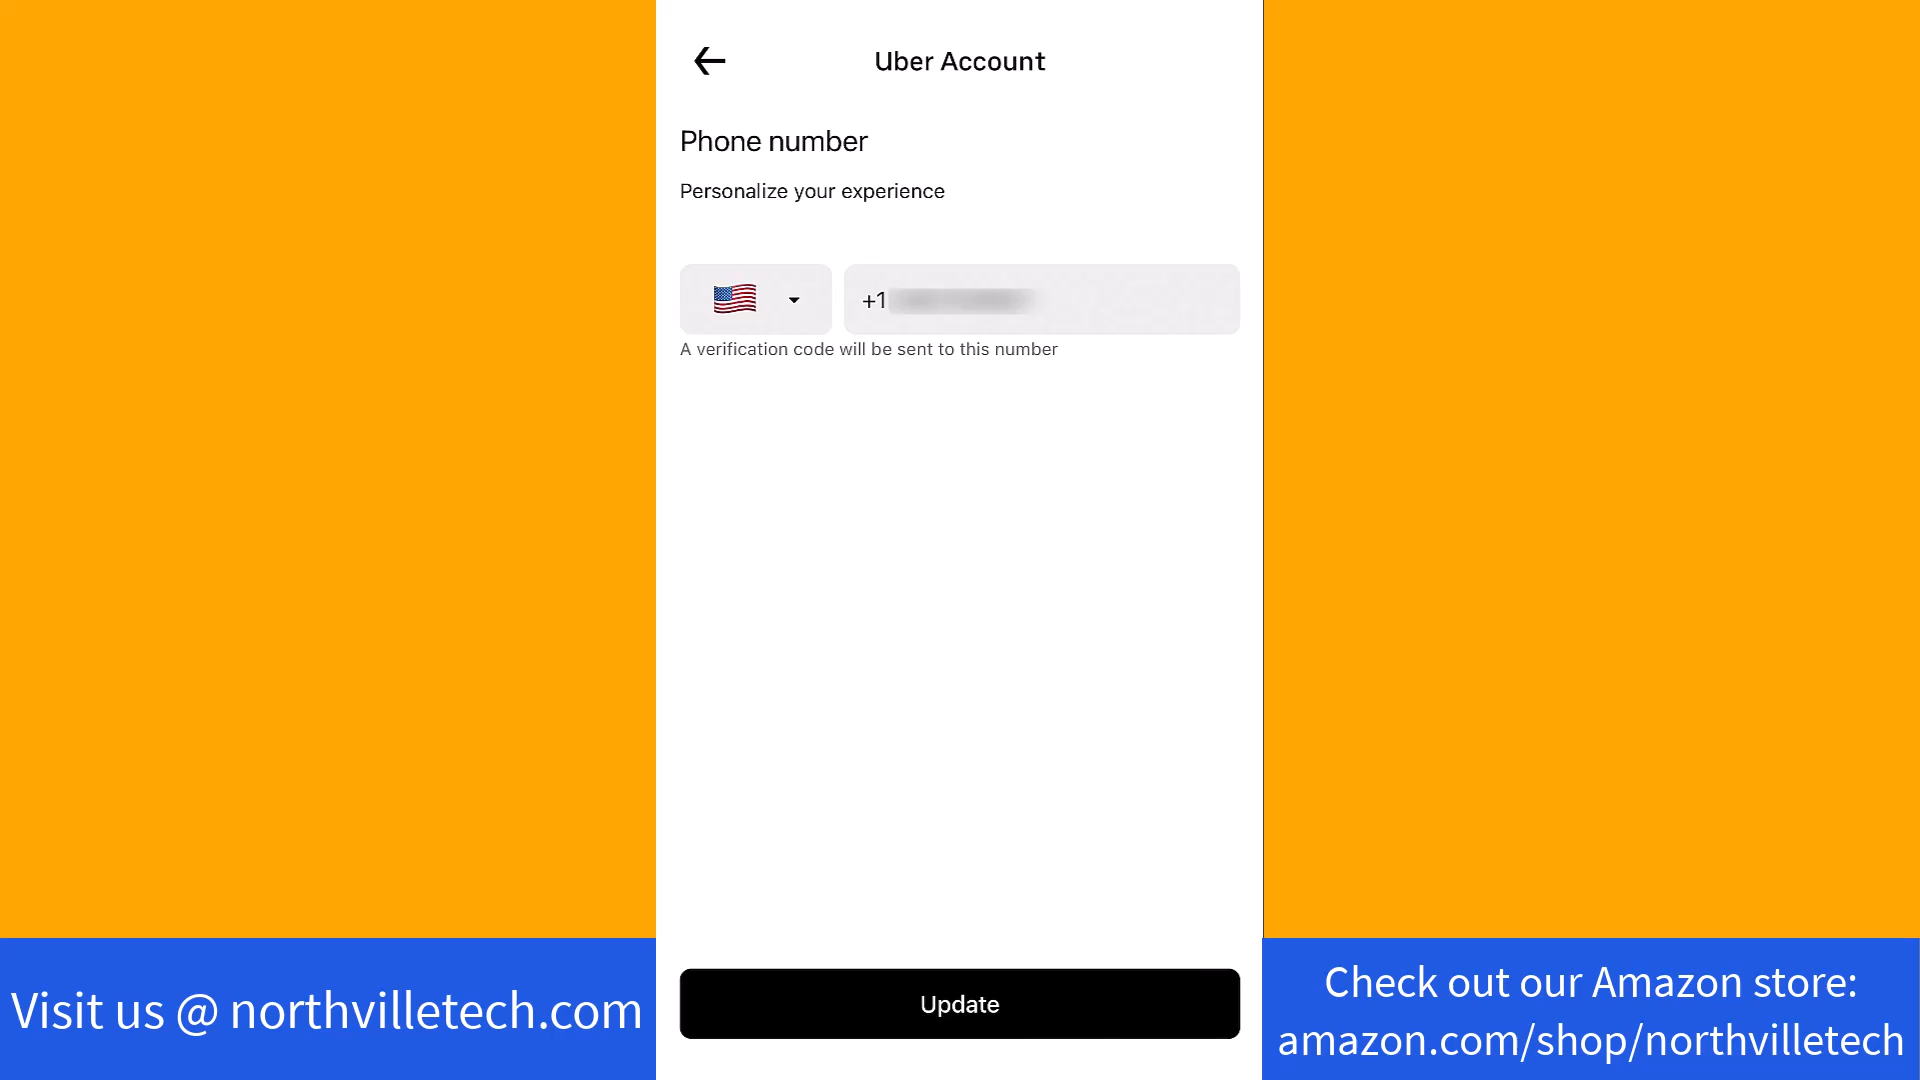 Uber Account
Phone number
Personalize your experience
+1
A verification code will be sent to this number
Update
Visit us @ northvilletech.com
Check out our Amazon store:
amazon.com/shop/northvilletech